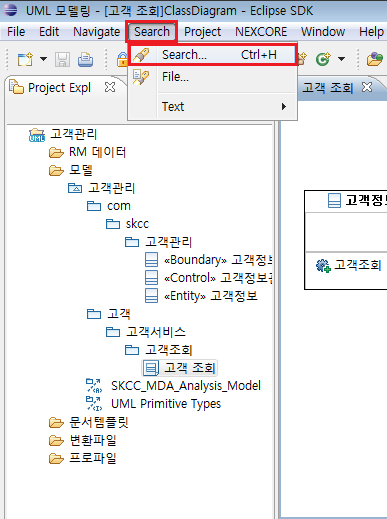 UML 모델링 - [고객 조회]ClassDiagram - Eclipse SDK
File Edit Navigate Search Project NEXCORE Window Help
Search... Ctrl+H
File...
Text
Project Expl
고객 조회
고객관리
RM 데이터
모델
고객관리
com
skcc
고객관리
«Boundary» 고객정보
«Control» 고객정보
«Entity» 고객정보
고객
고객서비스
고객조회
고객 조회
SKCC_MDA_Analysis_Model
UML Primitive Types
문서템플릿
변환파일
프로파일
고객정
고객조회